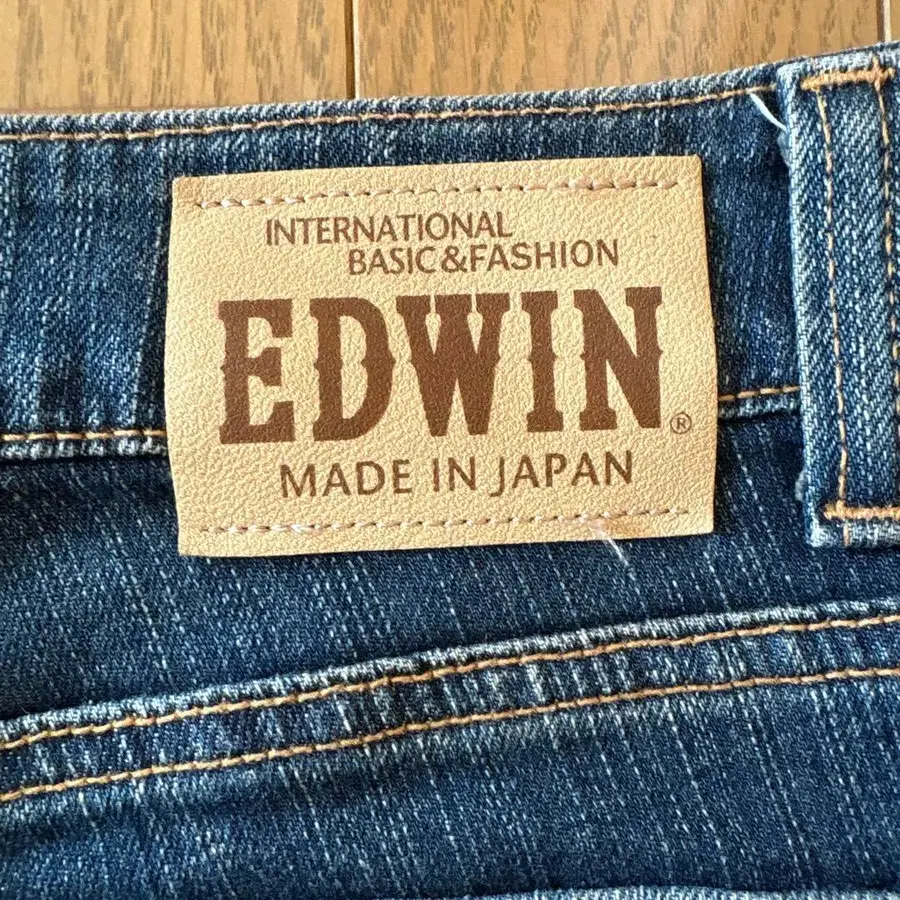 INTERNATIONAL
BASIC&FASHION
EDWIN®
MADE IN JAPAN